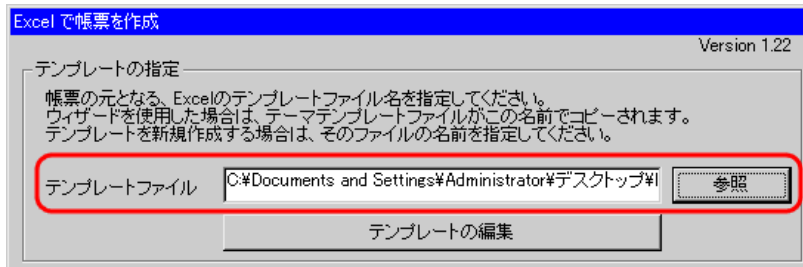 Excel で帳票を作成
Version 1.22
テンプレートの指定
帳票の元となる、Excelのテンプレートファイル名を指定してください。
ウィザードを使用した場合は、テーマテンプレートファイルがこの名前でコピーされます。
テンプレートを新規作成する場合は、そのファイルの名前を指定してください。
テンプレートファイル C:¥Documents and Settings¥Administrator¥デスクトップ¥I 参照
テンプレートの編集